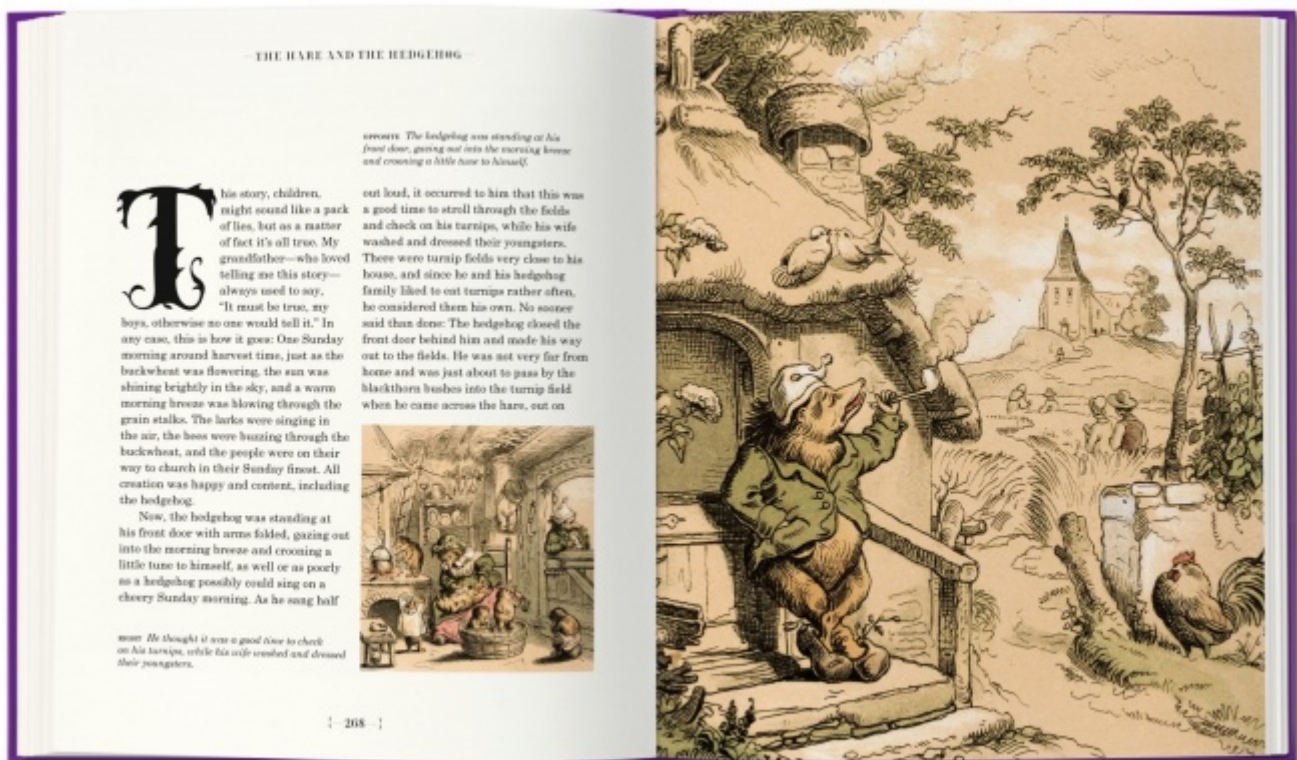 THE HARE AND THE HEDGEHOG
OPPOSITE The hedgehog was standing at his
front door, gazing out into the morning breeze
and crooning a little tune to himself.
This story, children,
might sound like a pack
of lies, but as a matter
of fact it's all true. My
grandfather—who loved
telling me this story—
always used to say,
"It must be true, my
boys, otherwise no one would tell it." In
any case, this is how it goes: One Sunday
morning around harvest time, just as the
buckwheat was flowering, the sun was
shining brightly in the sky, and a warm
morning breeze was blowing through the
grain stalks. The larks were singing in
the air, the bees were buzzing through the
buckwheat, and the people were on their
way to church in their Sunday finest. All
creation was happy and content, including
the hedgehog.
Now, the hedgehog was standing at
his front door with arms folded, gazing out
into the morning breeze and crooning a
little tune to himself, as well or as poorly
as a hedgehog possibly could sing on a
cheery Sunday morning. As he sang half
out loud, it occurred to him that this was
a good time to stroll through the fields
and check on his turnips, while his wife
washed and dressed their youngsters.
There were turnip fields very close to his
house, and since he and his hedgehog
family liked to eat turnips rather often,
he considered them his own. No sooner
said than done: The hedgehog closed the
front door behind him and made his way
out to the fields. He was not very far from
home and was just about to pass by the
blackthorn bushes into the turnip field
when he came across the hare, out on
RIGHT He thought it was a good time to check
on his turnips, while his wife washed and dressed
their youngsters.
268